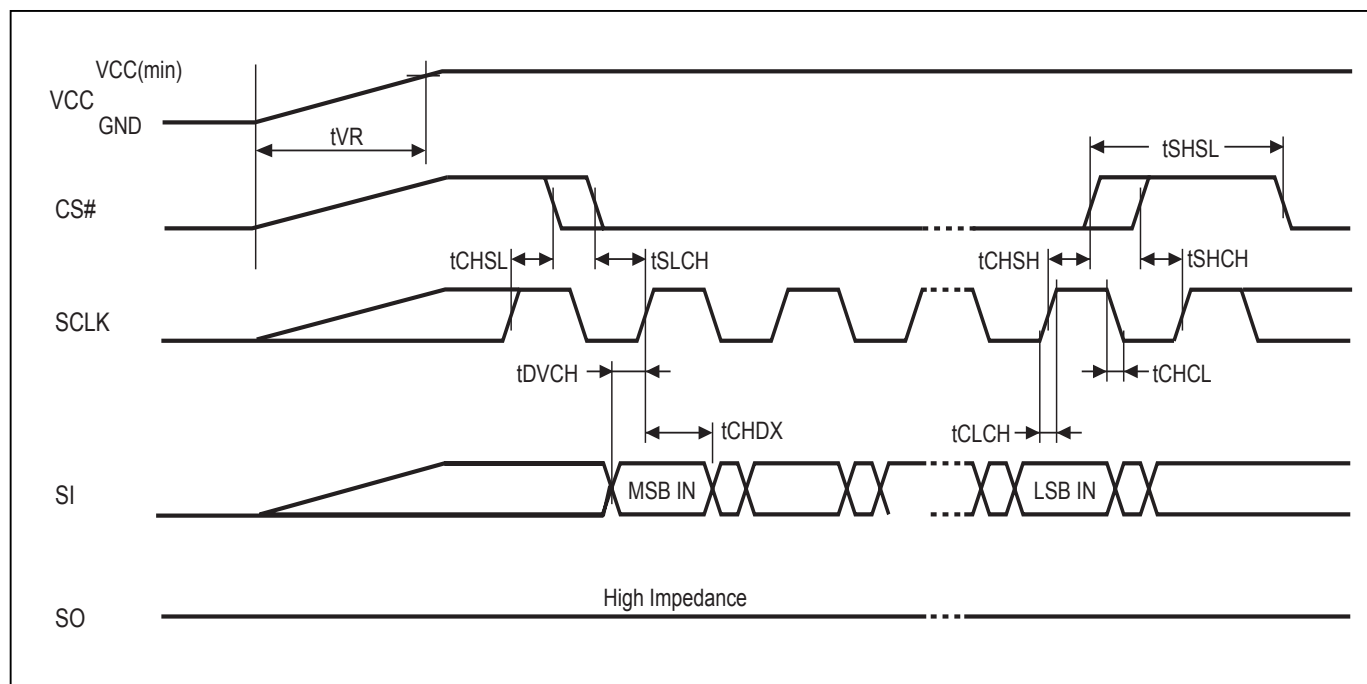 VCC(min)
VCC
GND
tVR
tSHSL
CS#
tCHSL
tSLCH
tCHSH
tSHCH
SCLK
tDVCH
tCHCL
tCHDX
tCLCH
SI
MSB IN
LSB IN
High Impedance
SO